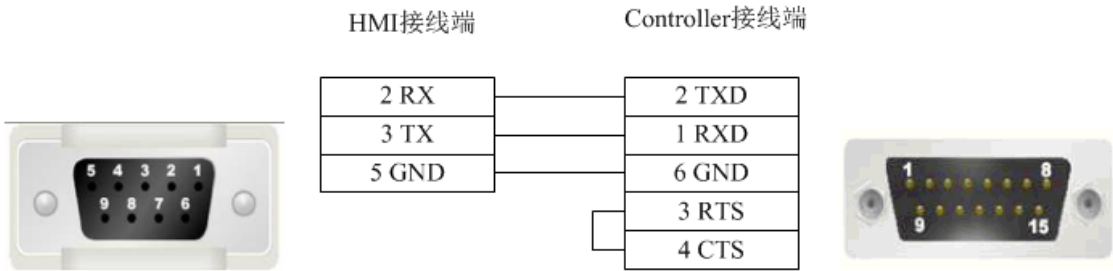 HMI接线端
Controller接线端
2 RX
2 TXD
3 TX
1 RXD
5 GND
6 GND
3 RTS
4 CTS
5 4 3 2 1
9 8 7 6
1 8
9 15